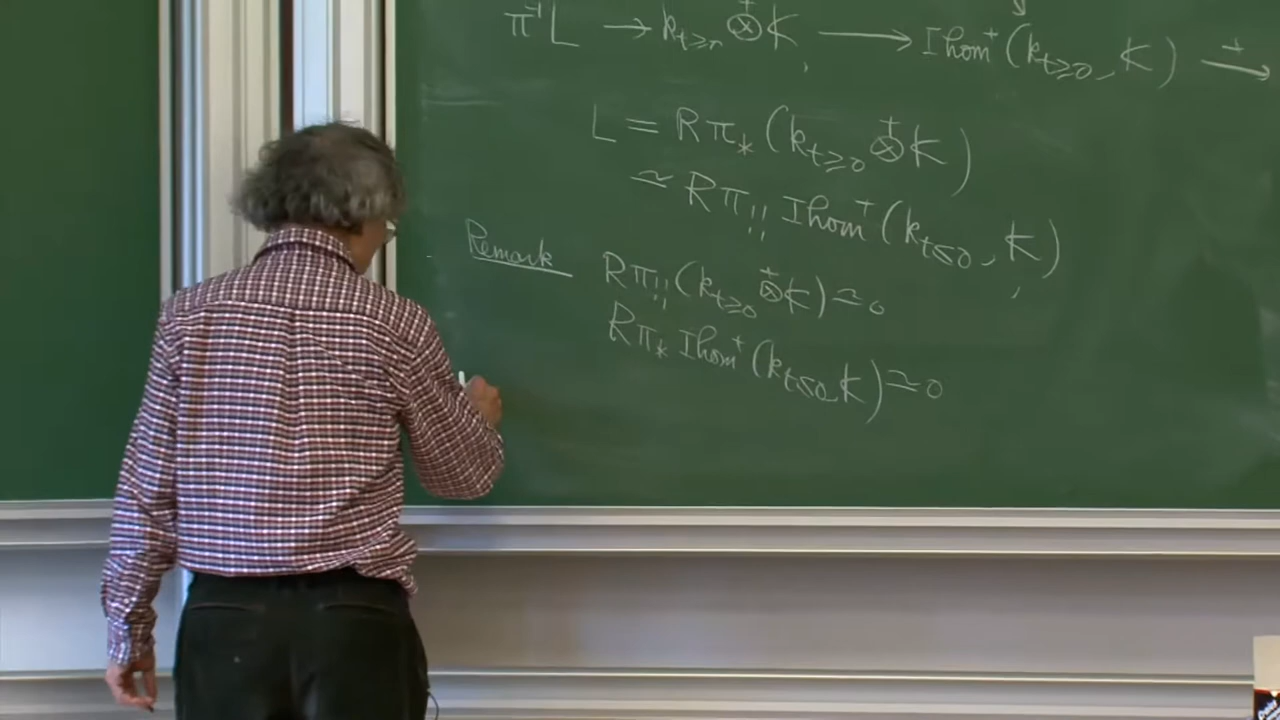 π⁻¹L → k_{t≥0} ⊗⁺ K → Ihom⁺(k_{t≥0}, K) →⁺
L = Rπ_*(k_{t≥0} ⊗⁺ K)
≃ Rπ_{!!} Ihom⁺(k_{t≤0}, K),
Remark Rπ_{!!}(k_{t≥0} ⊗⁺ K) ≃ 0
Rπ_* Ihom⁺(k_{t≤0}, K) ≃ 0